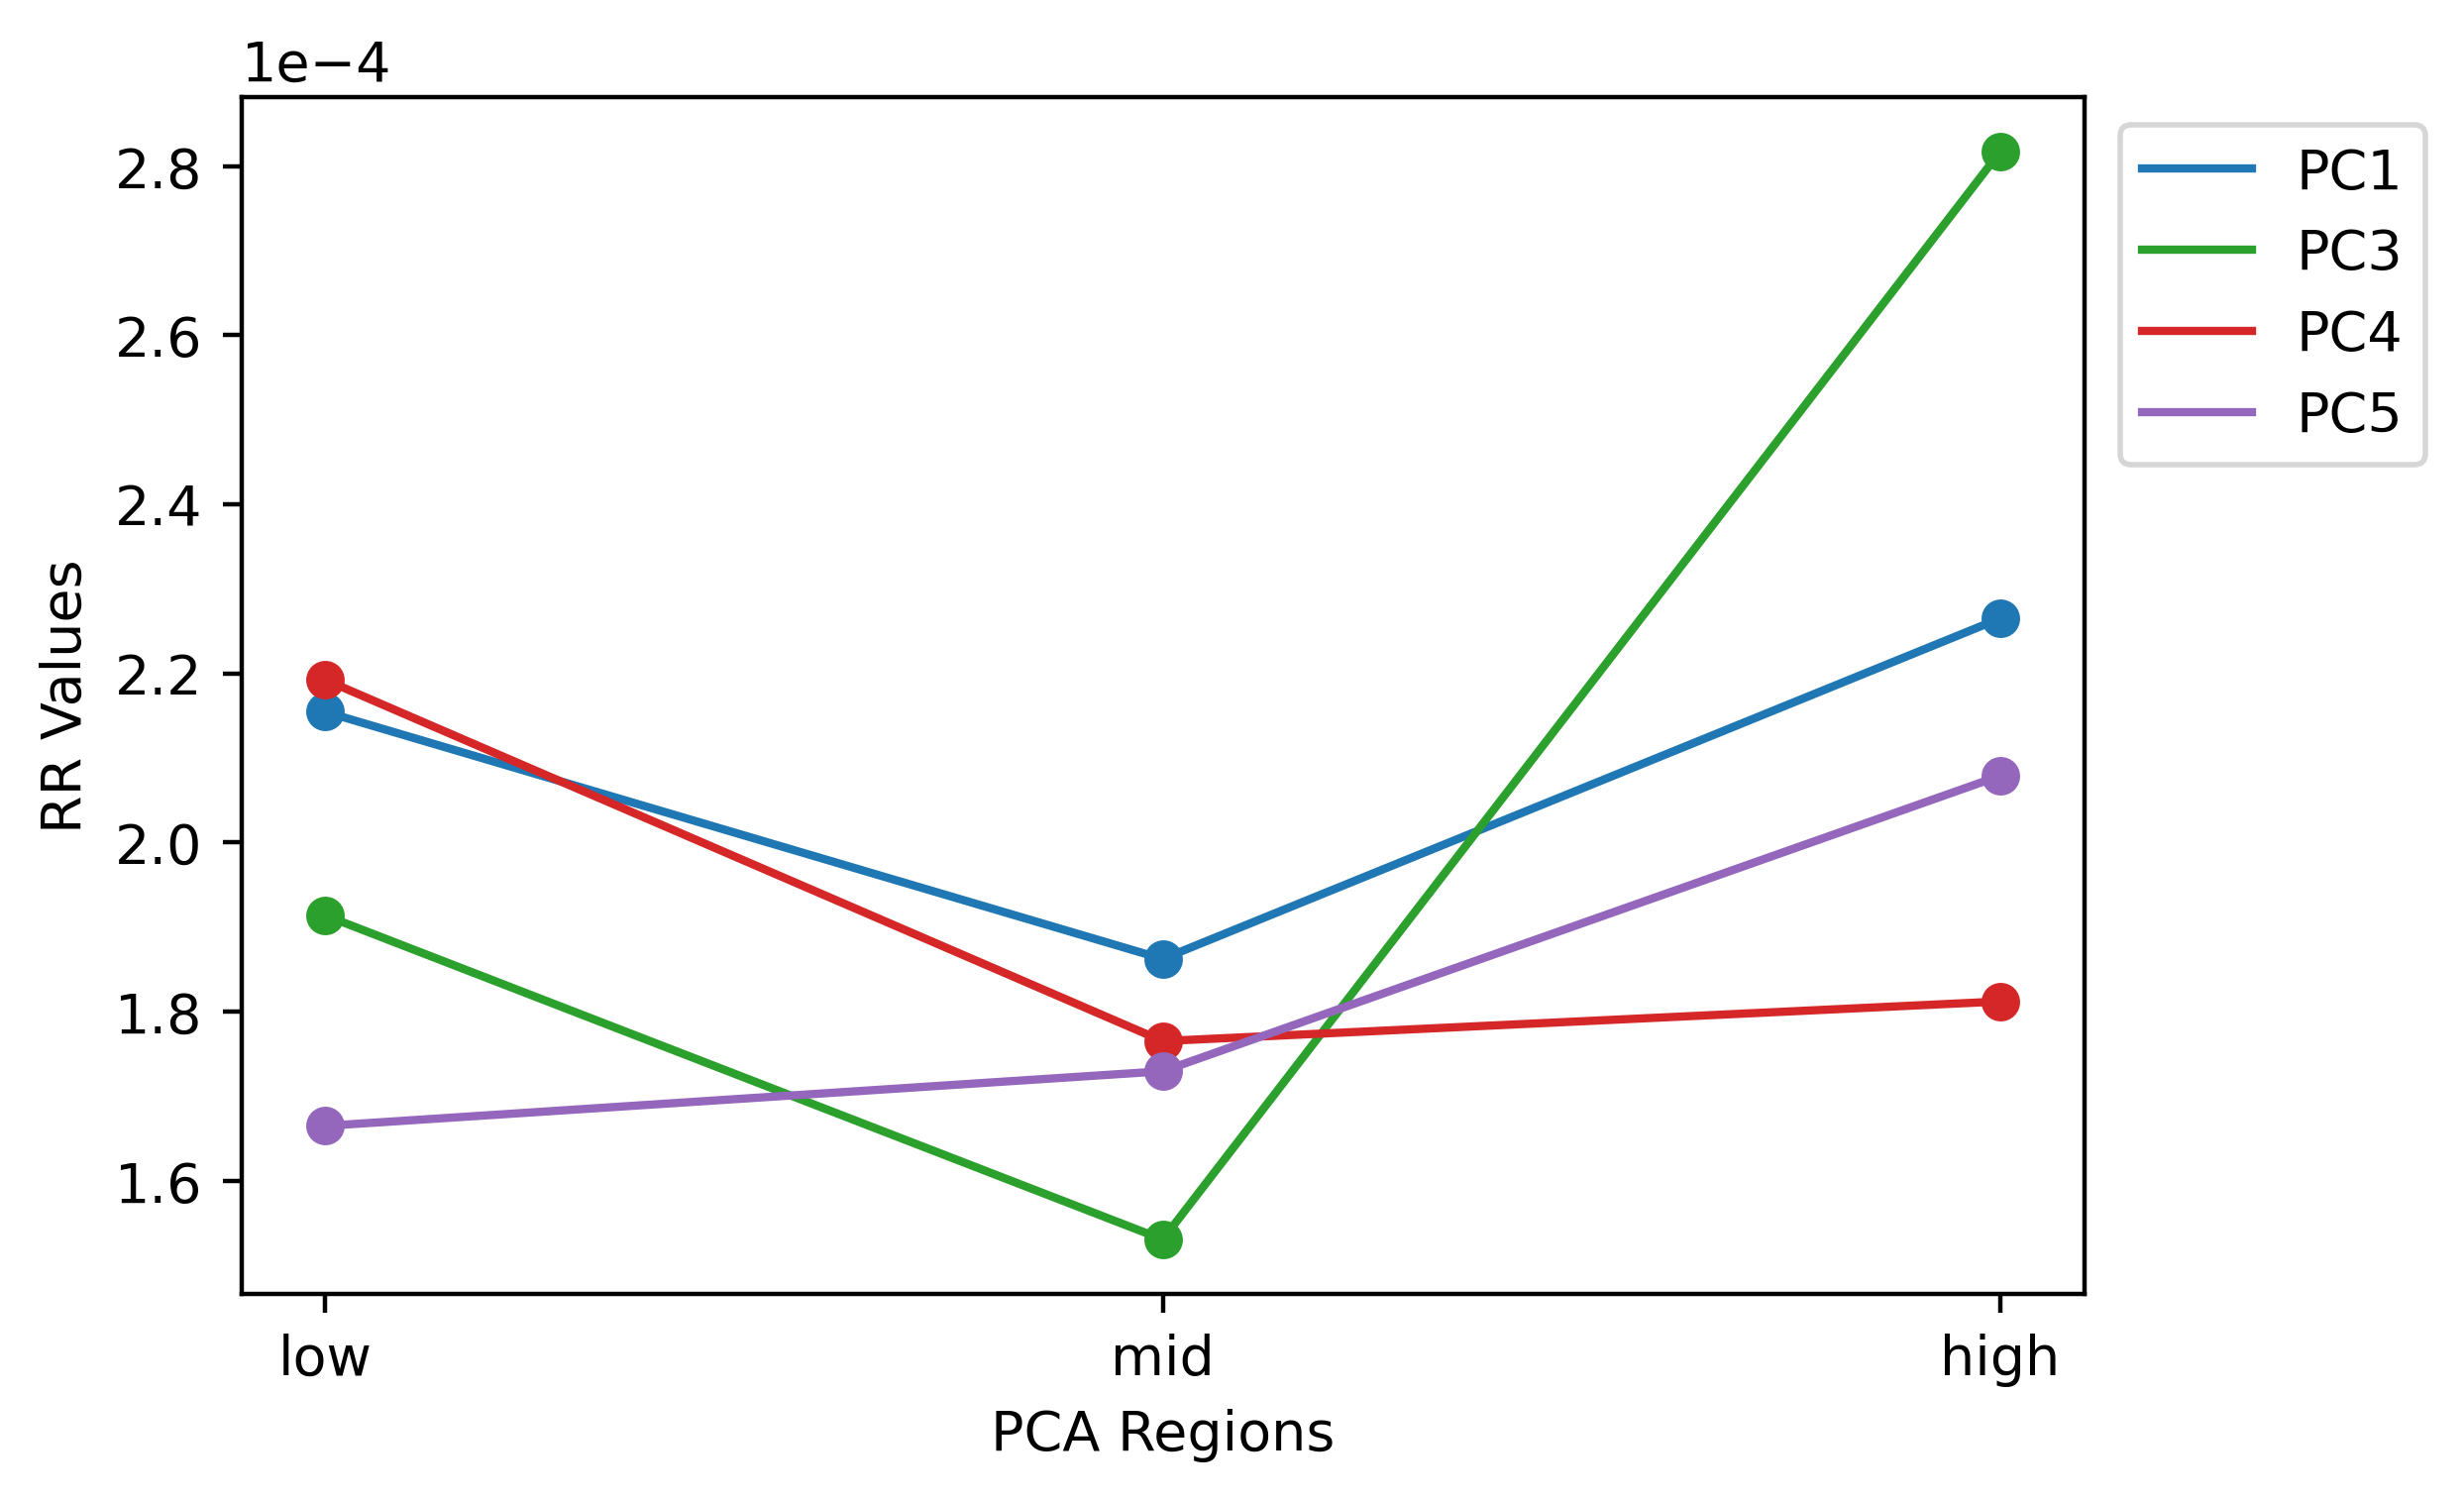 1e−4
2.8
2.6
2.4
2.2
2.0
1.8
1.6
RR Values
low mid high
PCA Regions
PC1
PC3
PC4
PC5